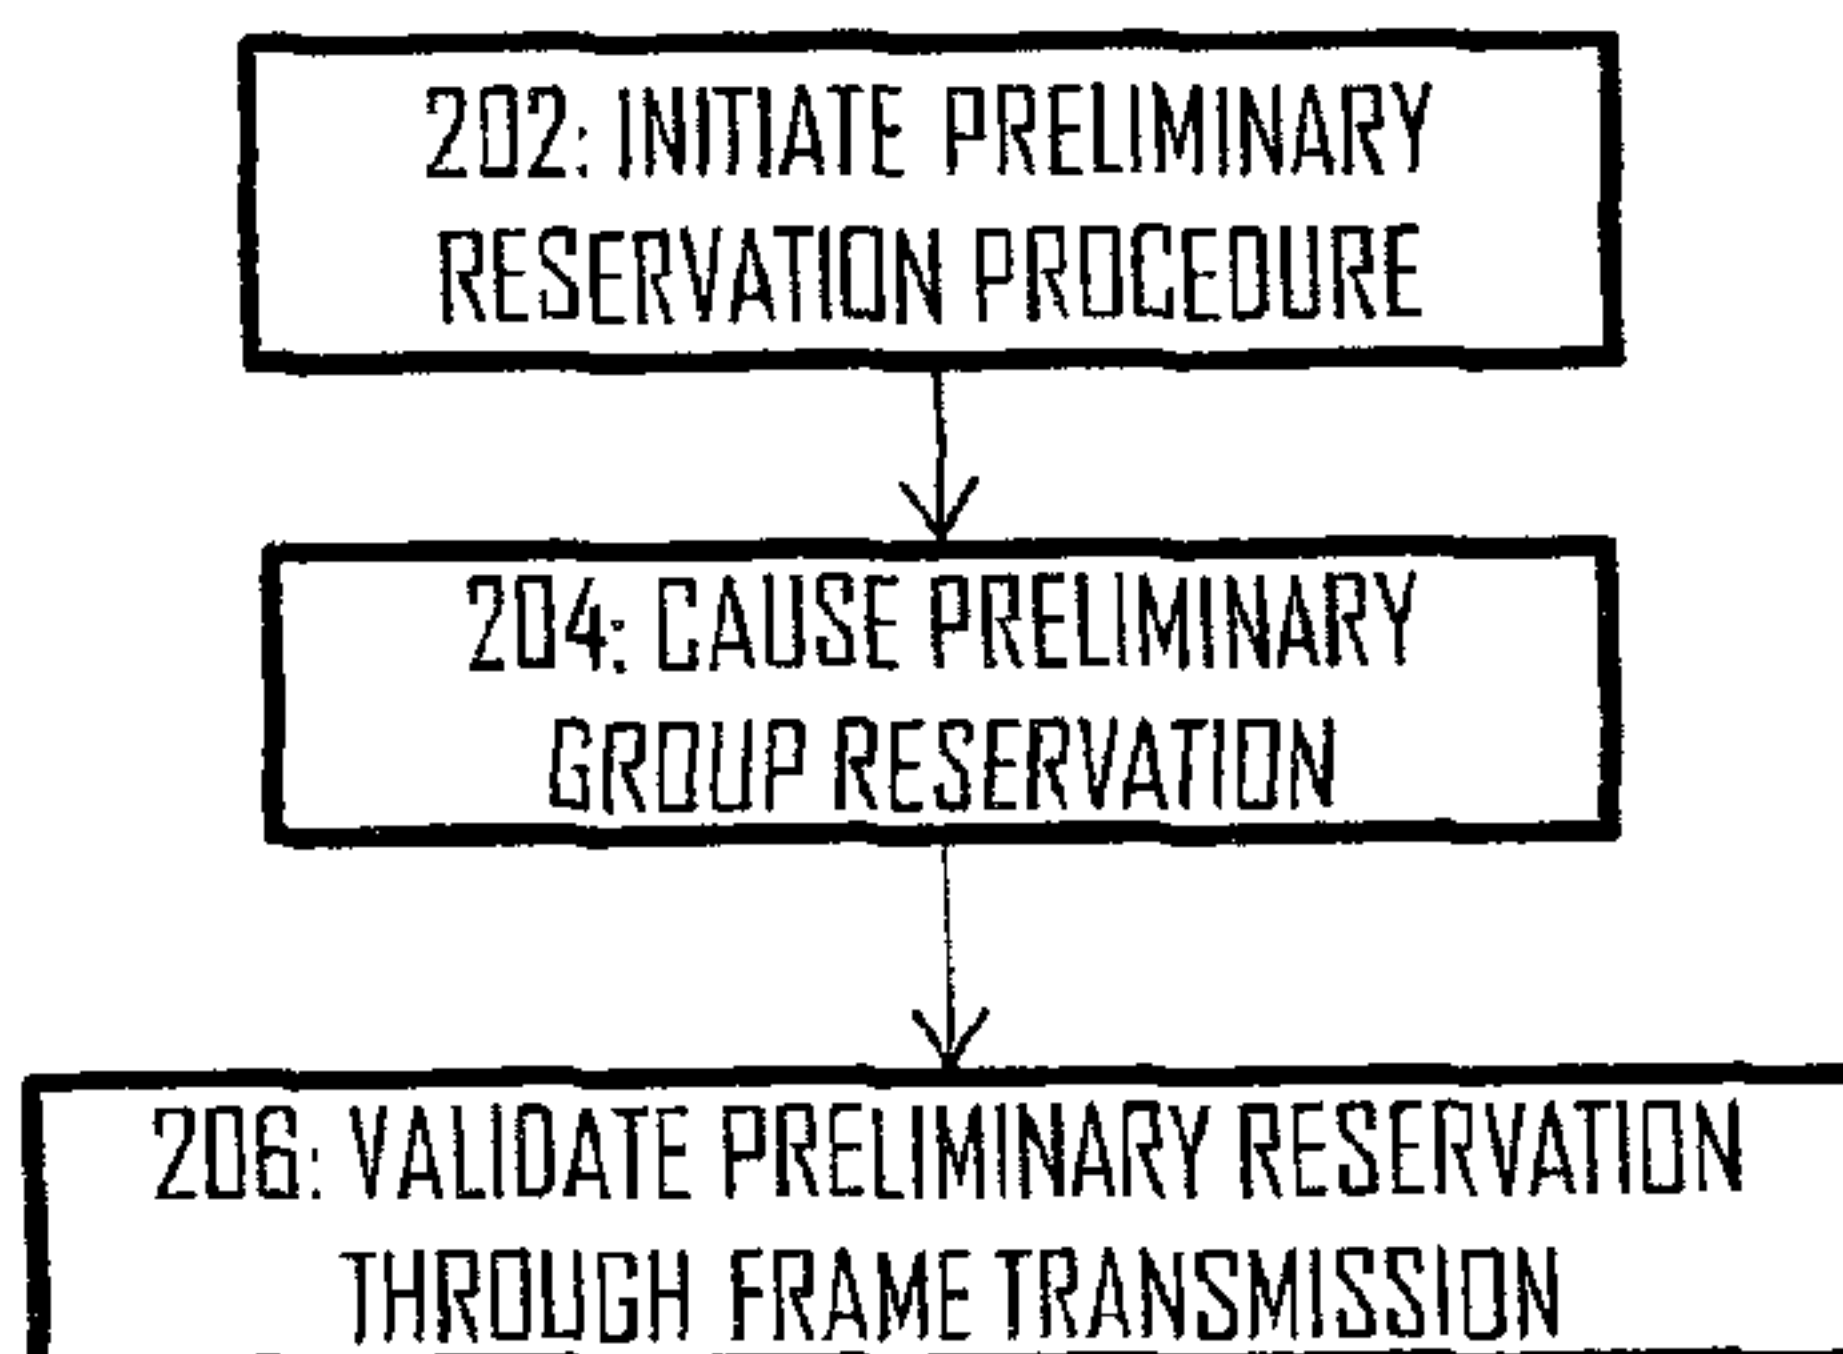 202: INITIATE PRELIMINARY
RESERVATION PROCEDURE
204: CAUSE PRELIMINARY
GROUP RESERVATION
206: VALIDATE PRELIMINARY RESERVATION
THROUGH FRAME TRANSMISSION